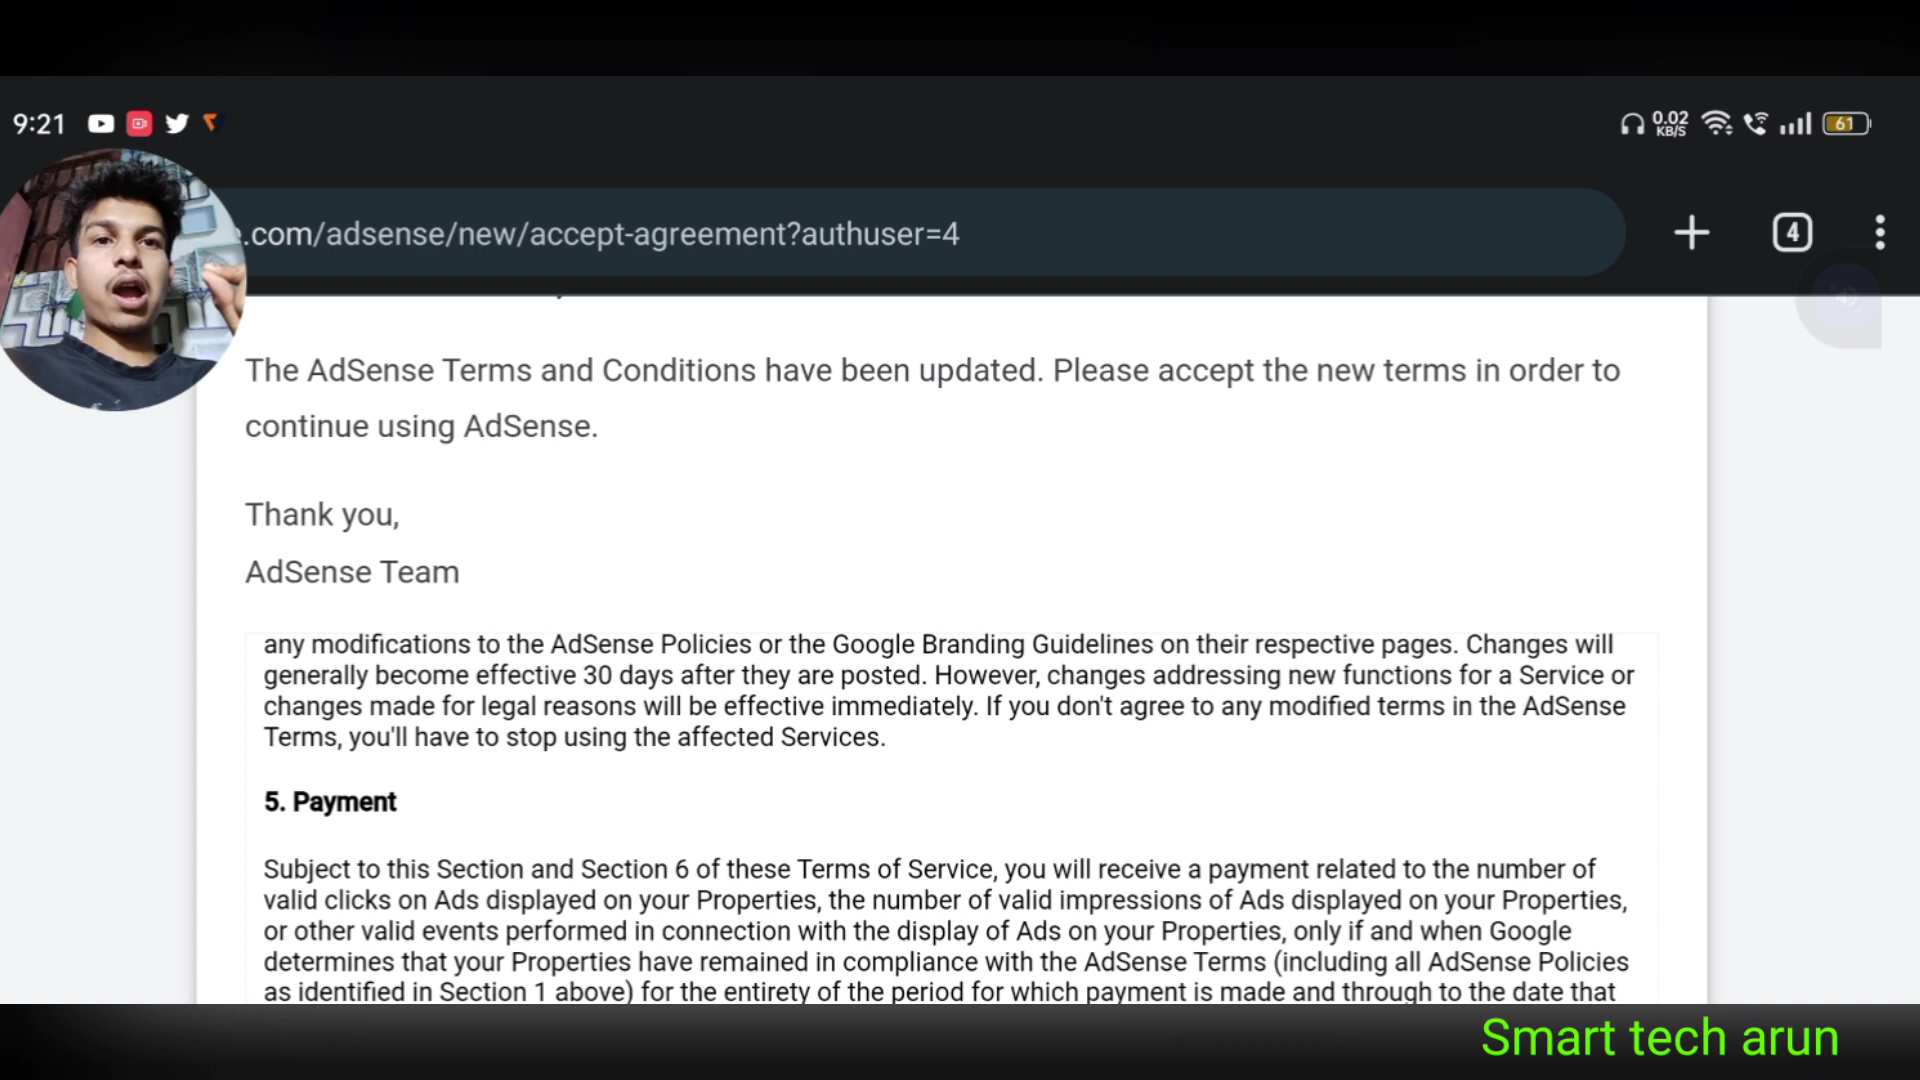 9:21
0.02
KB/S
61
.com/adsense/new/accept-agreement?authuser=4
4
The AdSense Terms and Conditions have been updated. Please accept the new terms in order to
continue using AdSense.
Thank you,
AdSense Team
any modifications to the AdSense Policies or the Google Branding Guidelines on their respective pages. Changes will
generally become effective 30 days after they are posted. However, changes addressing new functions for a Service or
changes made for legal reasons will be effective immediately. If you don't agree to any modified terms in the AdSense
Terms, you'll have to stop using the affected Services.
5. Payment
Subject to this Section and Section 6 of these Terms of Service, you will receive a payment related to the number of
valid clicks on Ads displayed on your Properties, the number of valid impressions of Ads displayed on your Properties,
or other valid events performed in connection with the display of Ads on your Properties, only if and when Google
determines that your Properties have remained in compliance with the AdSense Terms (including all AdSense Policies
as identified in Section 1 above) for the entirety of the period for which payment is made and through to the date that
Smart tech arun